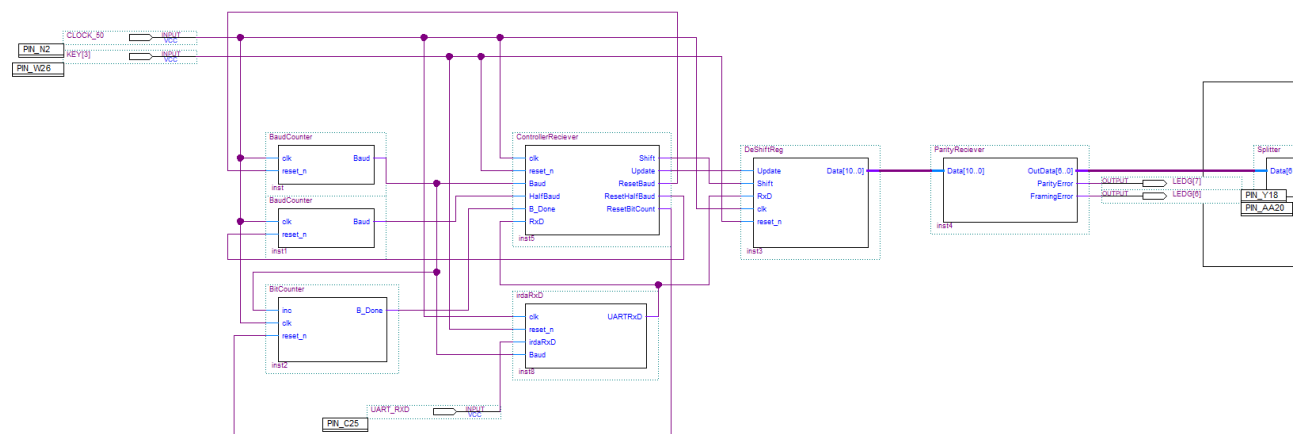 CLOCK_50 INPUT VCC
PIN_N2
KEY[3] INPUT VCC
PIN_W26
BaudCounter
clk Baud
reset_n
inst
BaudCounter
clk Baud
reset_n
inst1
BitCounter
inc B_Done
clk
reset_n
inst2
ControllerReciever
clk Shift
reset_n Update
Baud ResetBaud
HalfBaud ResetHalfBaud
B_Done ResetBitCount
RxD
inst5
irdaRxD
clk UARTRxD
reset_n
irdaRxD
Baud
inst8
UART_RXD INPUT VCC
PIN_C25
DeShiftReg
Update Data[10..0]
Shift
RxD
clk
reset_n
inst3
ParityReciever
Data[10..0] OutData[6..0]
ParityError
FramingError
inst4
OUTPUT LEDG[7]
OUTPUT LEDG[6]
Splitter
Data[6
PIN_Y18
PIN_AA20